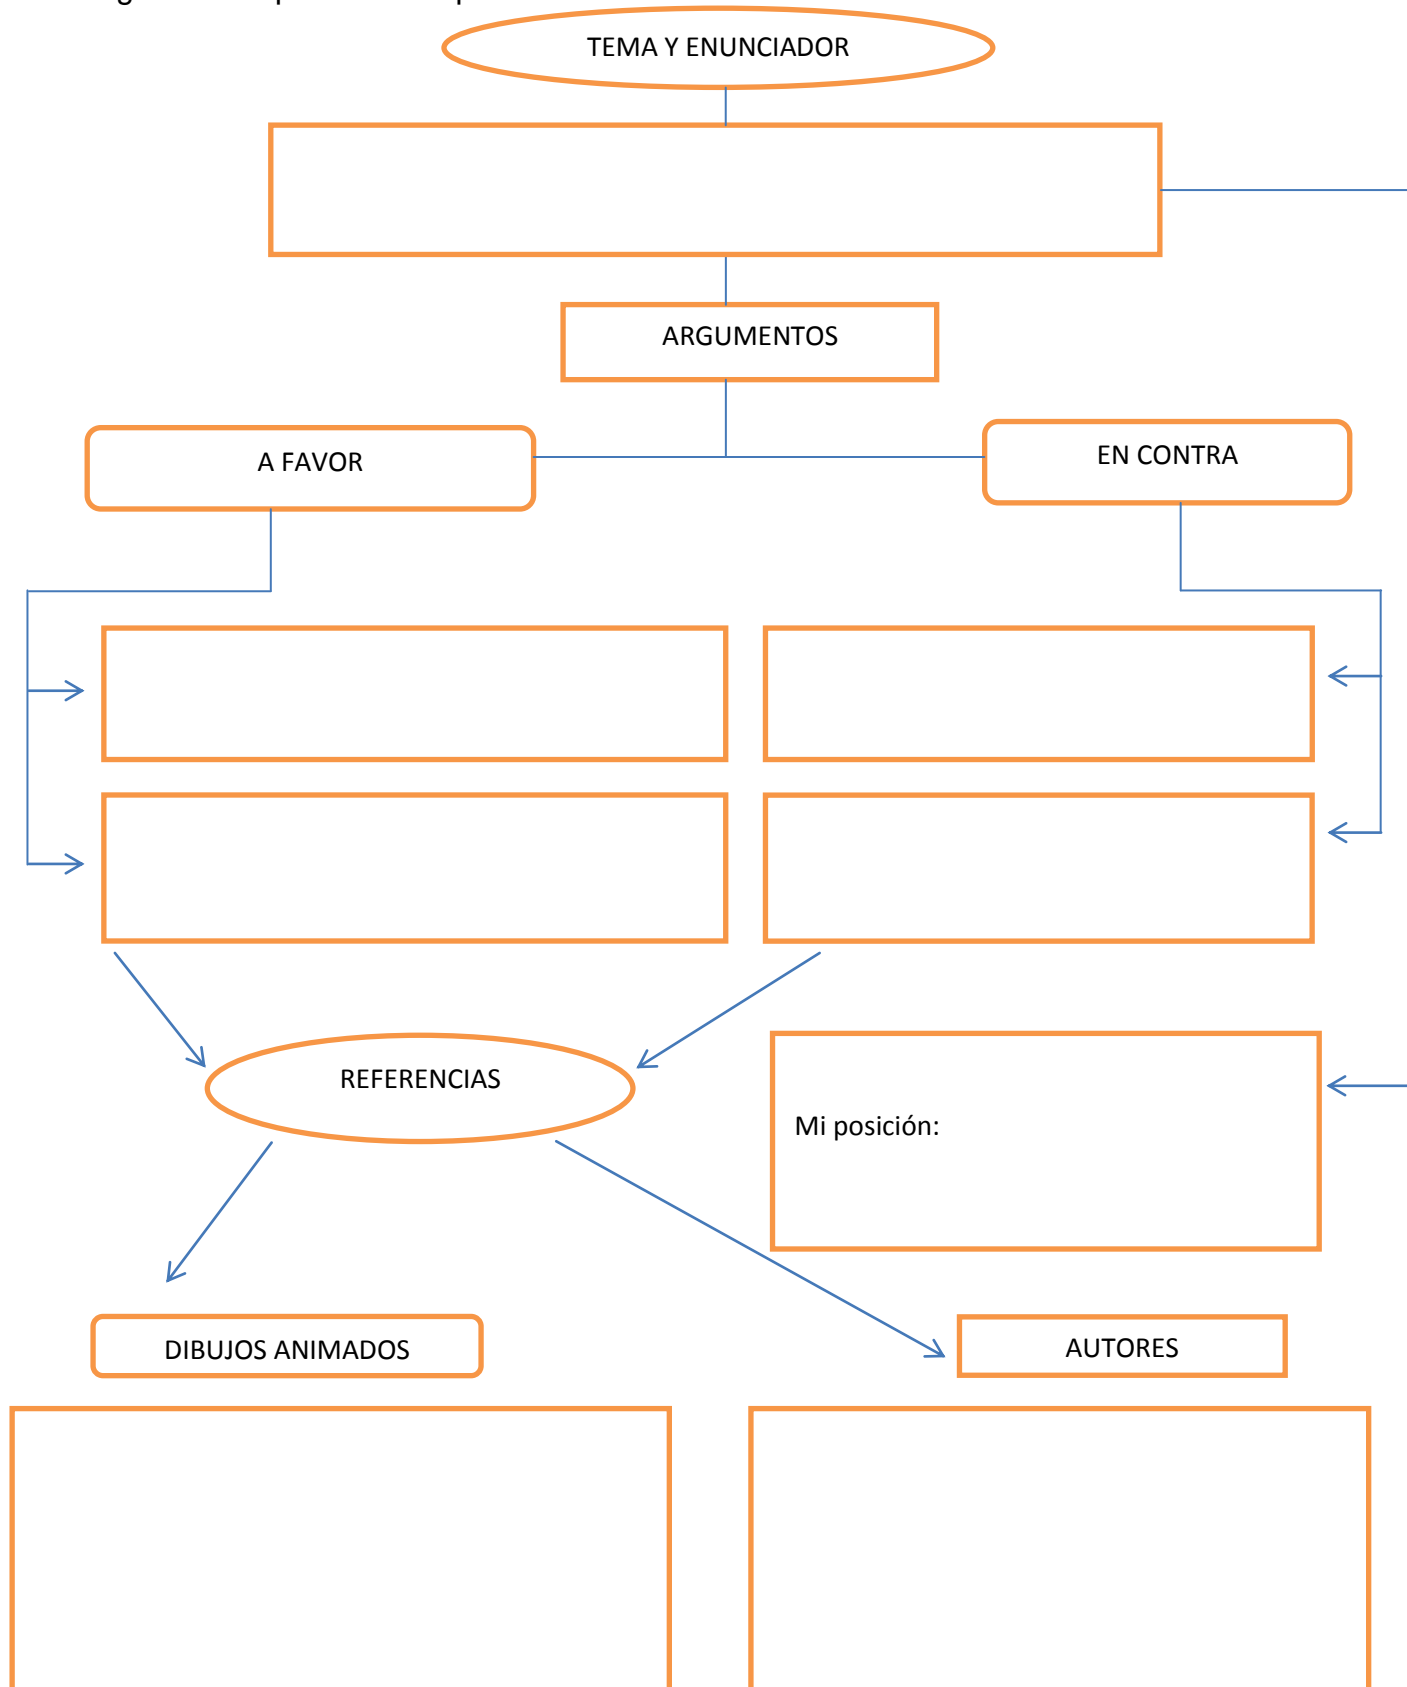 TEMA Y ENUNCIADOR
ARGUMENTOS
A FAVOR
EN CONTRA
REFERENCIAS
Mi posición:
DIBUJOS ANIMADOS
AUTORES